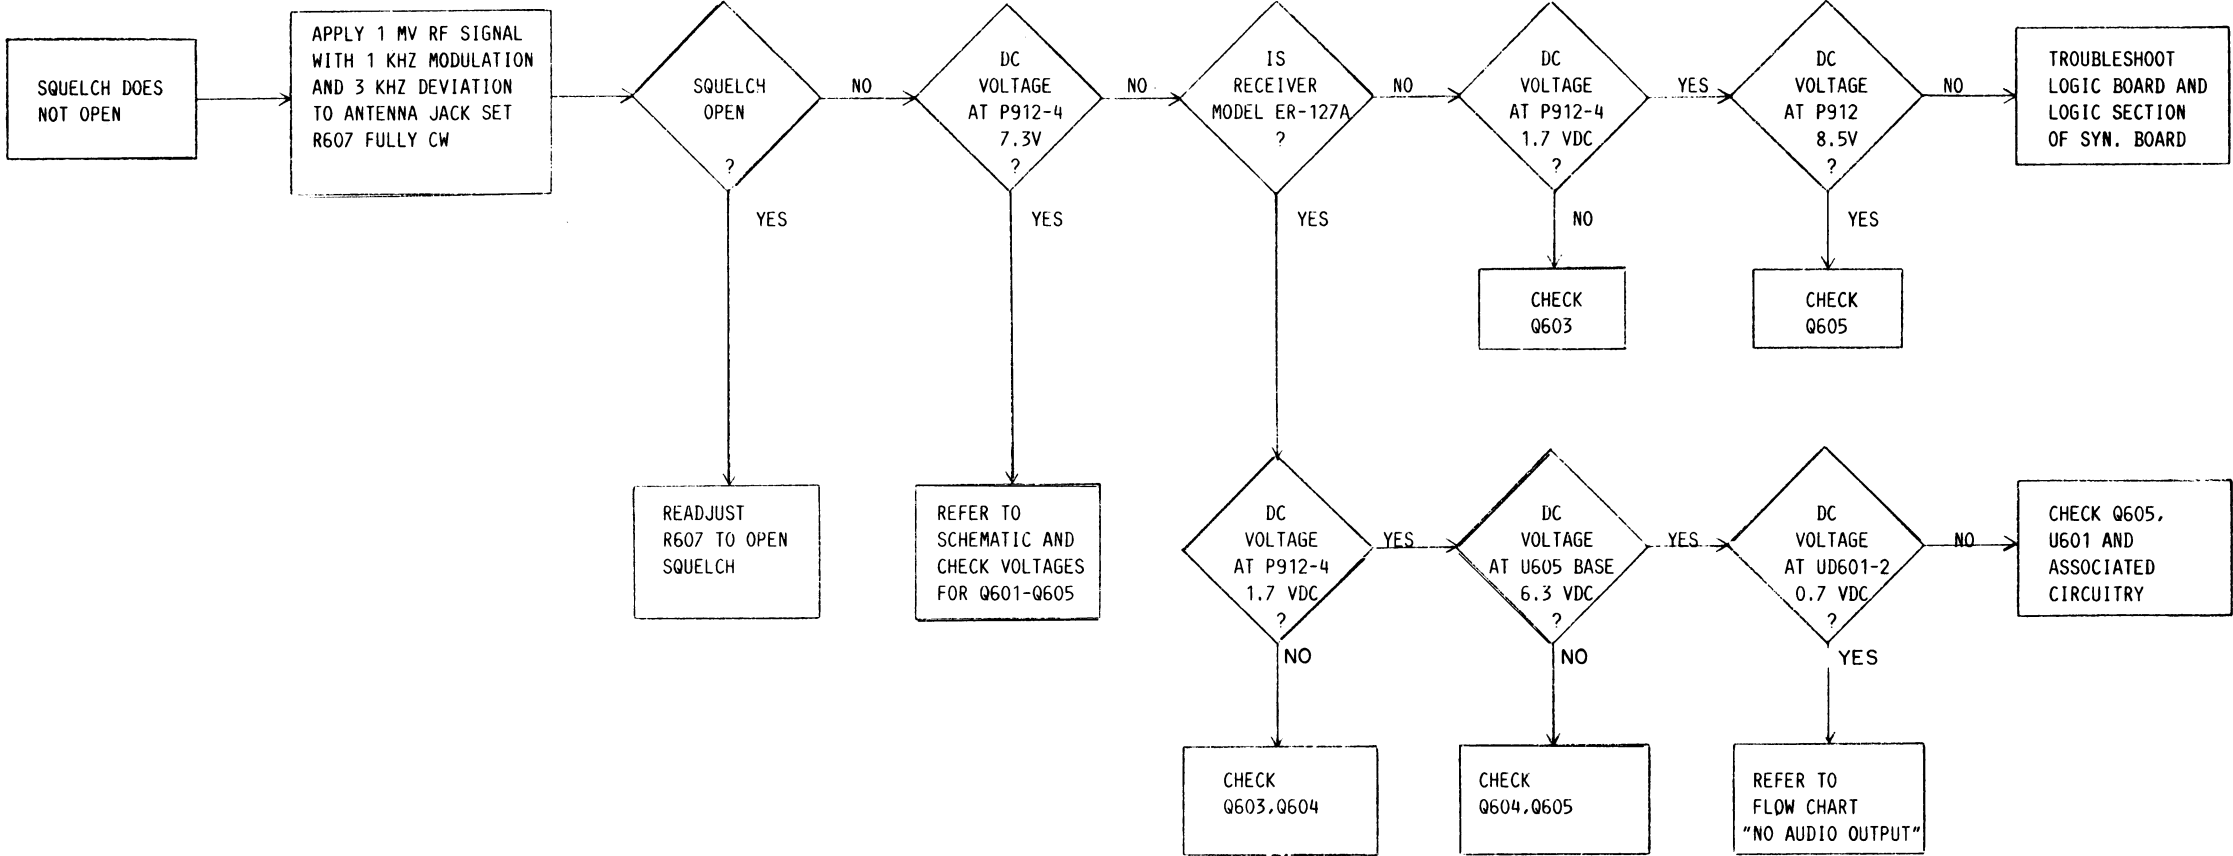 SQUELCH DOES
NOT OPEN
APPLY 1 MV RF SIGNAL
WITH 1 KHZ MODULATION
AND 3 KHZ DEVIATION
TO ANTENNA JACK SET
R607 FULLY CW
SQUELCH
OPEN
?
NO
YES
READJUST
R607 TO OPEN
SQUELCH
DC
VOLTAGE
AT P912-4
7.3V
?
NO
YES
REFER TO
SCHEMATIC AND
CHECK VOLTAGES
FOR Q601-Q605
IS
RECEIVER
MODEL ER-127A
?
NO
YES
DC
VOLTAGE
AT P912-4
1.7 VDC
?
YES
NO
CHECK
Q603
DC
VOLTAGE
AT P912
8.5V
?
NO
YES
CHECK
Q605
TROUBLESHOOT
LOGIC BOARD AND
LOGIC SECTION
OF SYN. BOARD
DC
VOLTAGE
AT P912-4
1.7 VDC
?
YES
NO
CHECK
Q603,Q604
DC
VOLTAGE
AT U605 BASE
6.3 VDC
?
YES
NO
CHECK
Q604,Q605
DC
VOLTAGE
AT UD601-2
0.7 VDC
?
NO
YES
REFER TO
FLOW CHART
"NO AUDIO OUTPUT"
CHECK Q605,
U601 AND
ASSOCIATED
CIRCUITRY